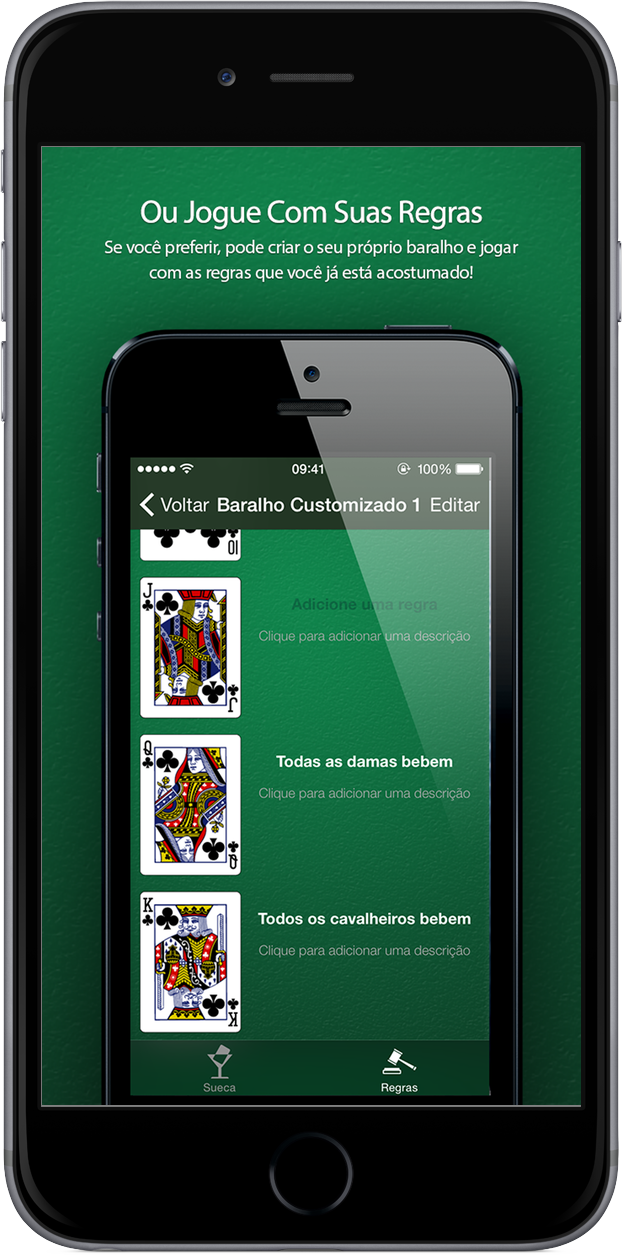 Ou Jogue Com Suas Regras
Se você preferir, pode criar o seu próprio baralho e jogar
com as regras que você já está acostumado!
09:41 100%
Voltar Baralho Customizado 1 Editar
10
J
Adicione uma regra
Clique para adicionar uma descrição
J
Q
Todas as damas bebem
Clique para adicionar uma descrição
Q
K
Todos os cavalheiros bebem
Clique para adicionar uma descrição
K
Sueca Regras